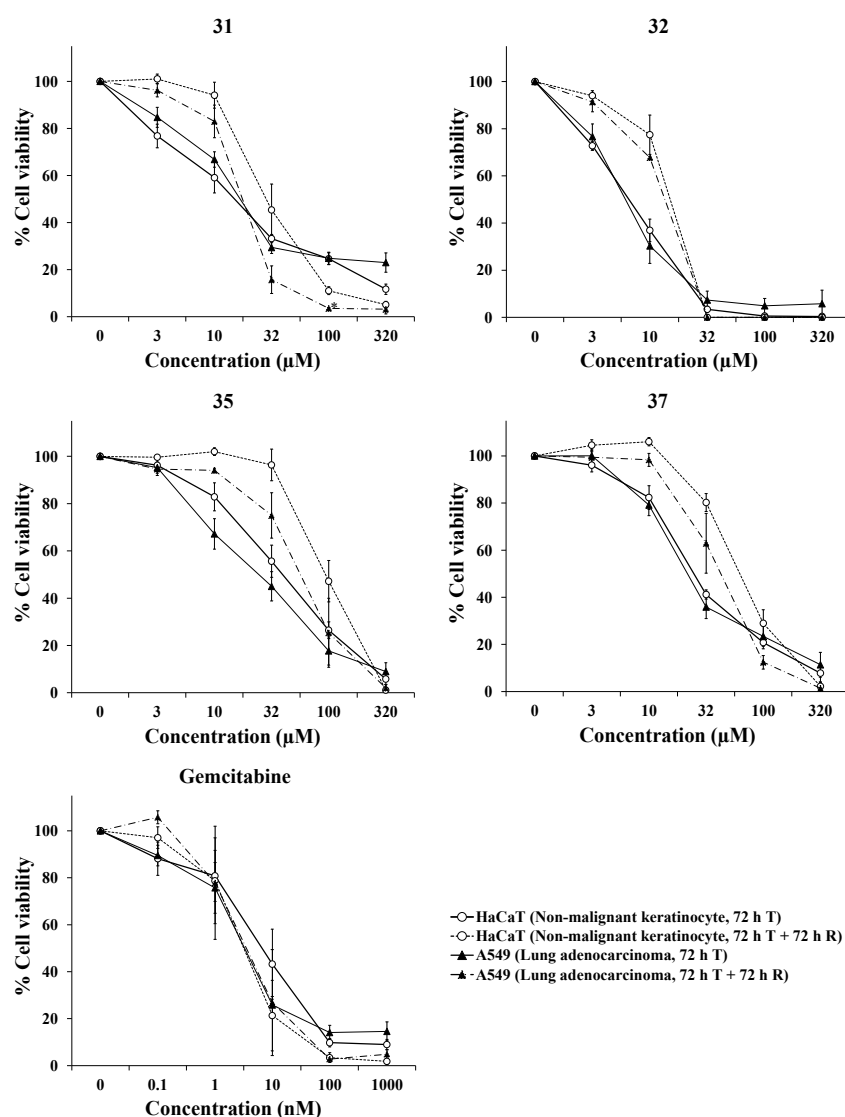 31
100
80
60
40
20
0
% Cell viability
*
0 3 10 32 100 320
Concentration (µM)
32
100
80
60
40
20
0
% Cell viability
0 3 10 32 100 320
Concentration (µM)
35
100
80
60
40
20
0
% Cell viability
0 3 10 32 100 320
Concentration (µM)
37
100
80
60
40
20
0
% Cell viability
0 3 10 32 100 320
Concentration (µM)
Gemcitabine
100
80
60
40
20
0
% Cell viability
0 0.1 1 10 100 1000
Concentration (nM)
HaCaT (Non-malignant keratinocyte, 72 h T)
HaCaT (Non-malignant keratinocyte, 72 h T + 72 h R)
A549 (Lung adenocarcinoma, 72 h T)
A549 (Lung adenocarcinoma, 72 h T + 72 h R)